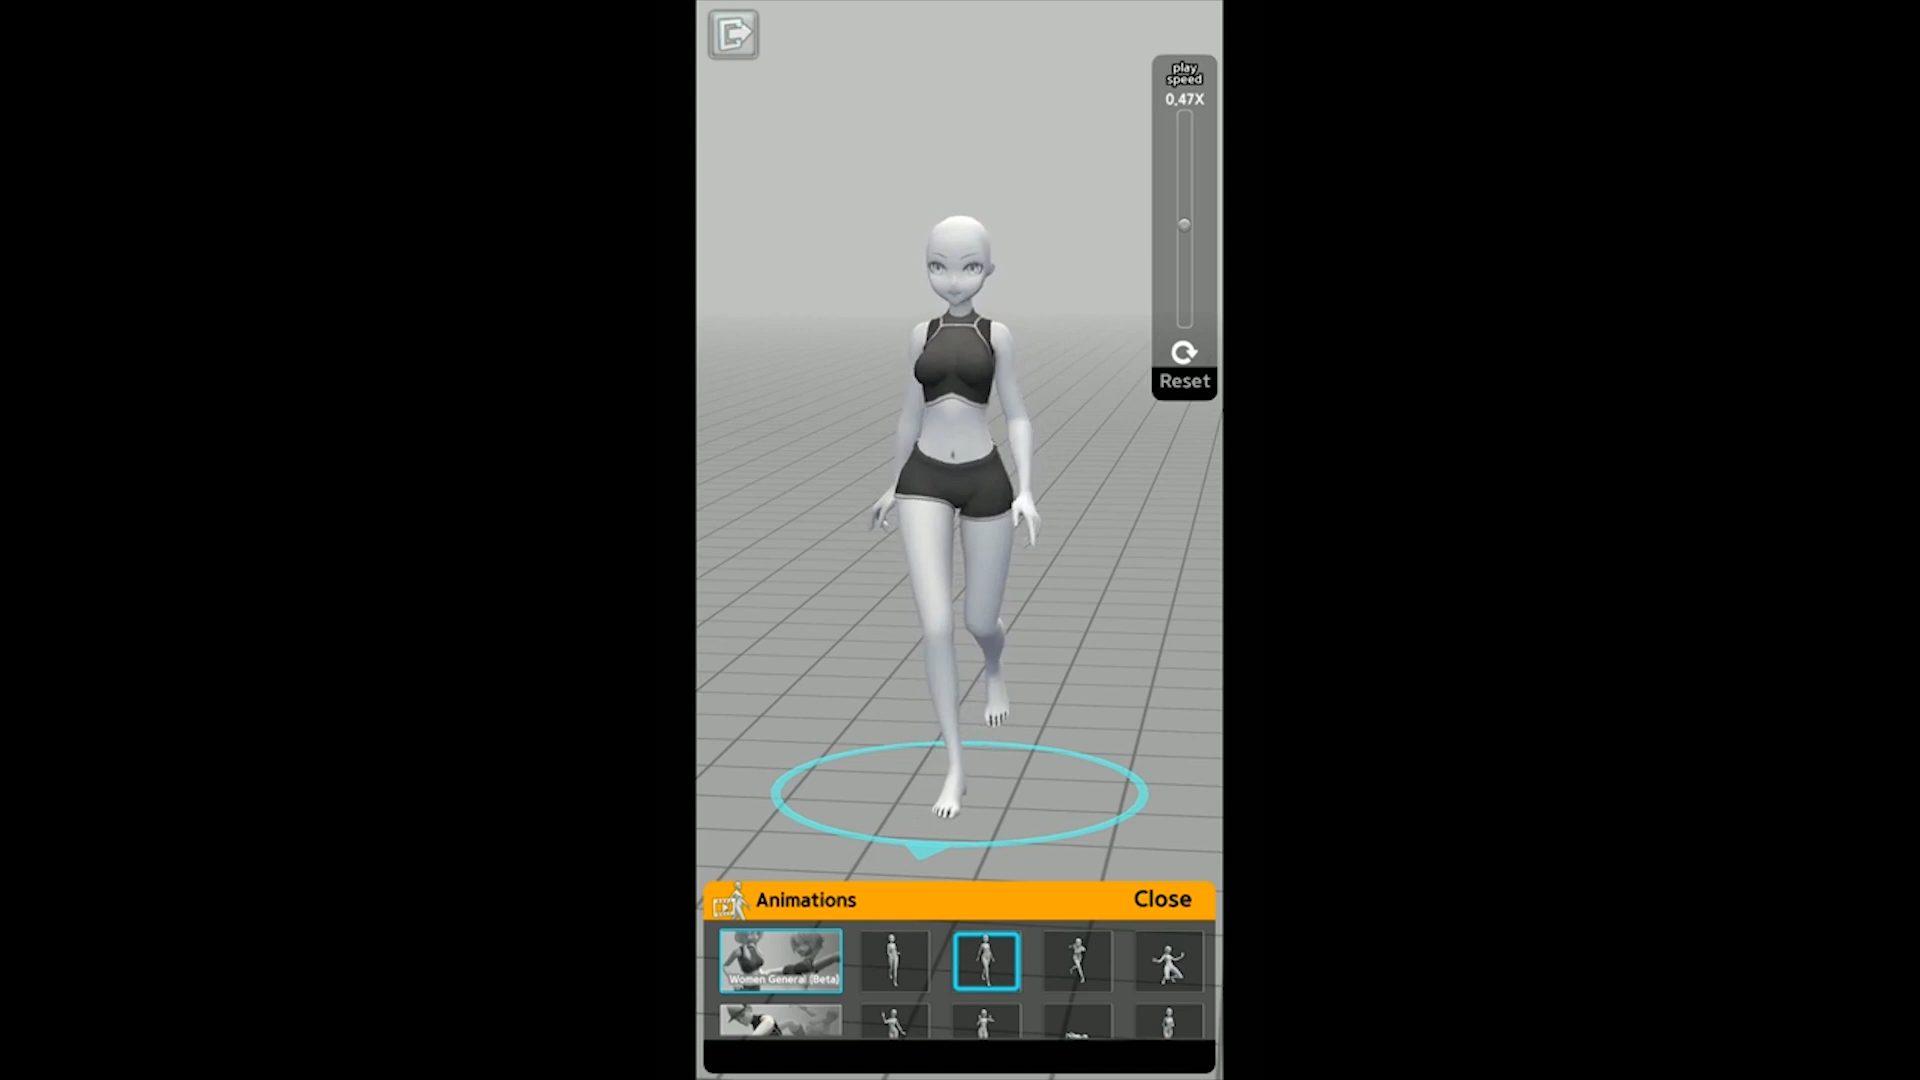 play
speed
0.47X
Reset
Animations
Close
Women General (Beta)